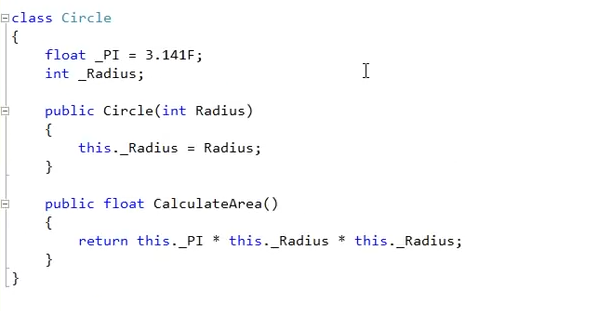 class Circle
{
    float _PI = 3.141F;
    int _Radius;

    public Circle(int Radius)
    {
        this._Radius = Radius;
    }

    public float CalculateArea()
    {
        return this._PI * this._Radius * this._Radius;
    }
}